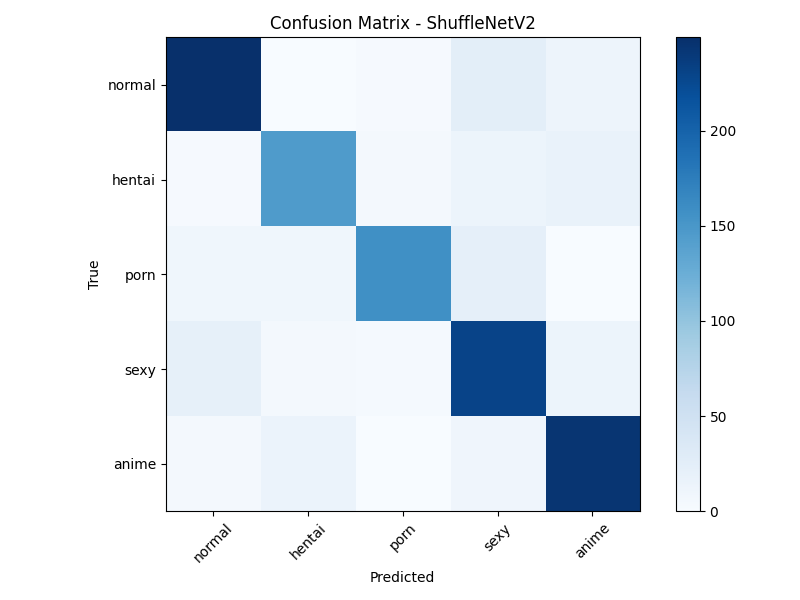 Confusion Matrix - ShuffleNetV2
True
normal
hentai
porn
sexy
anime
normal
hentai
porn
sexy
anime
Predicted
200
150
100
50
0